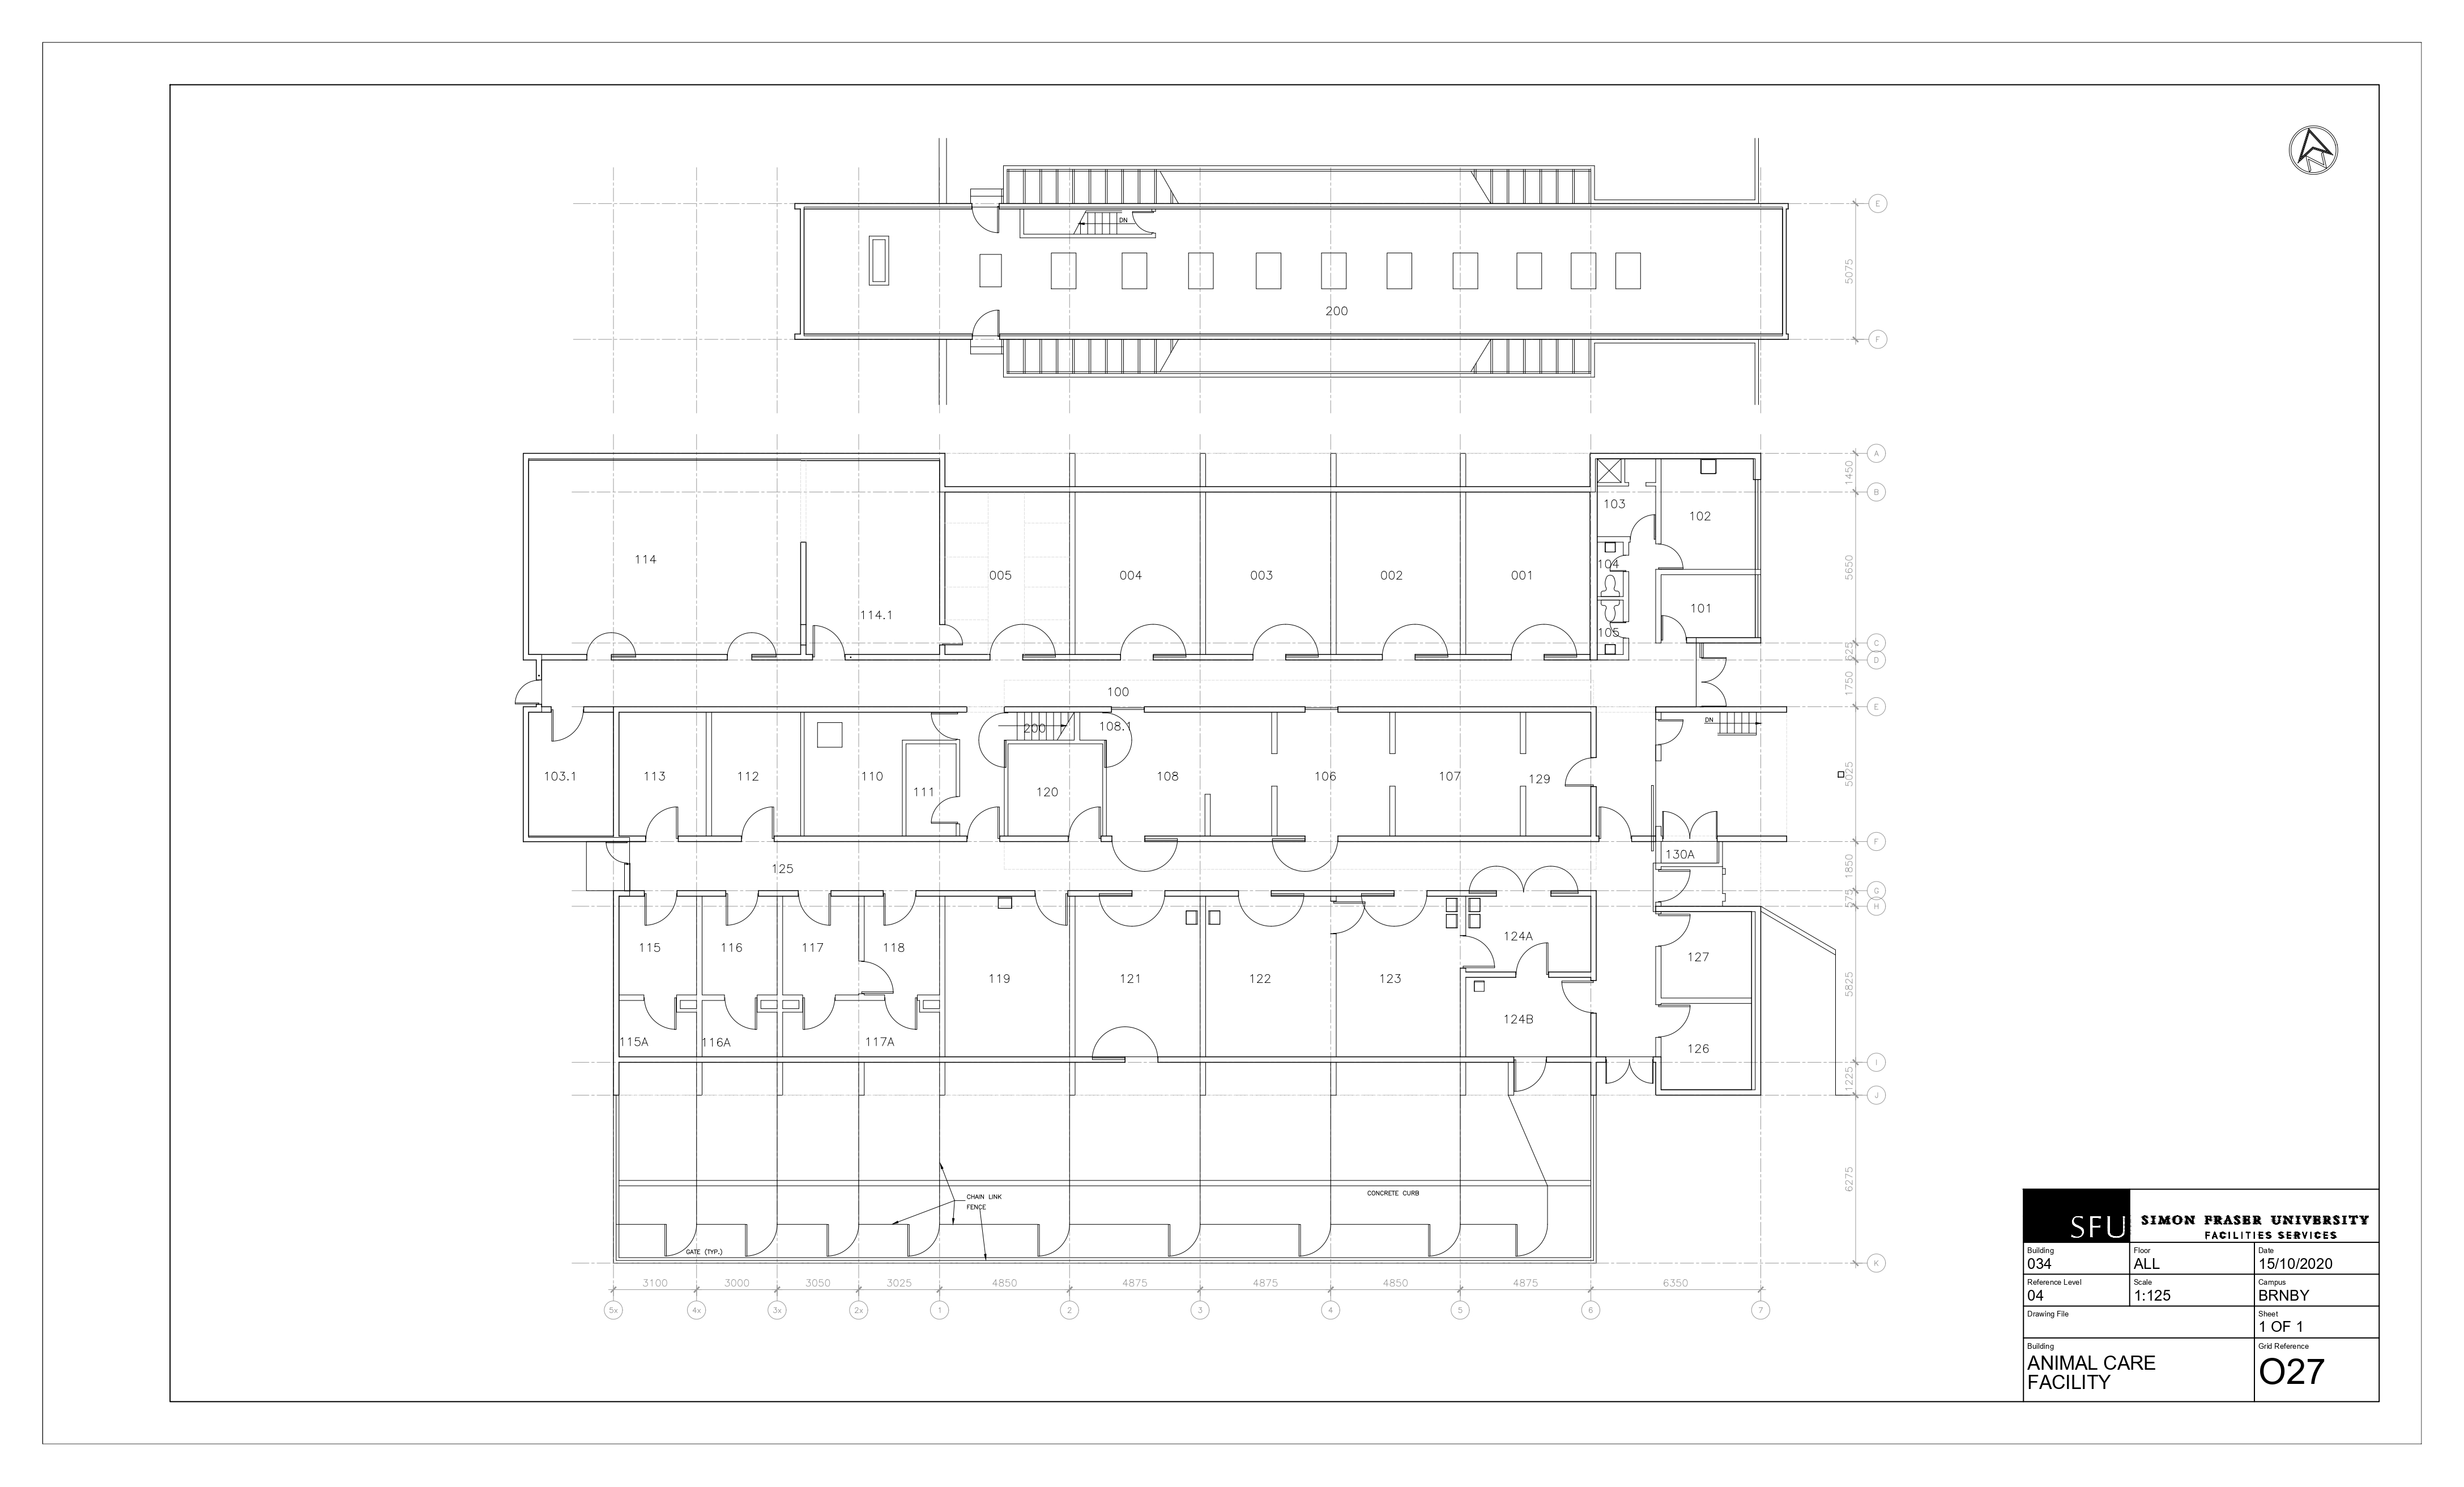 E
DN
5075
200
F
A
1450
B
103
102
114
5650
104
005
004
003
002
001
101
114.1
105
C
625
D
100
1750
E
200
108.1
DN
103.1
113
112
110
108
106
107
129
5025
111
120
F
130A
125
1850
G
575
H
124A
115
116
117
118
127
119
121
122
123
5825
124B
115A
116A
117A
126
I
1225
J
6275
CHAIN LINK
FENCE
CONCRETE CURB
GATE (TYP.)
K
3100 3000 3050 3025 4850 4875 4875 4850 4875 6350
5x 4x 3x 2x 1 2 3 4 5 6 7
SFU
SIMON FRASER UNIVERSITY
FACILITIES SERVICES
Building Floor Date
034 ALL 15/10/2020
Reference Level Scale Campus
04 1:125 BRNBY
Drawing File Sheet
1 OF 1
Building Grid Reference
ANIMAL CARE
FACILITY
O27